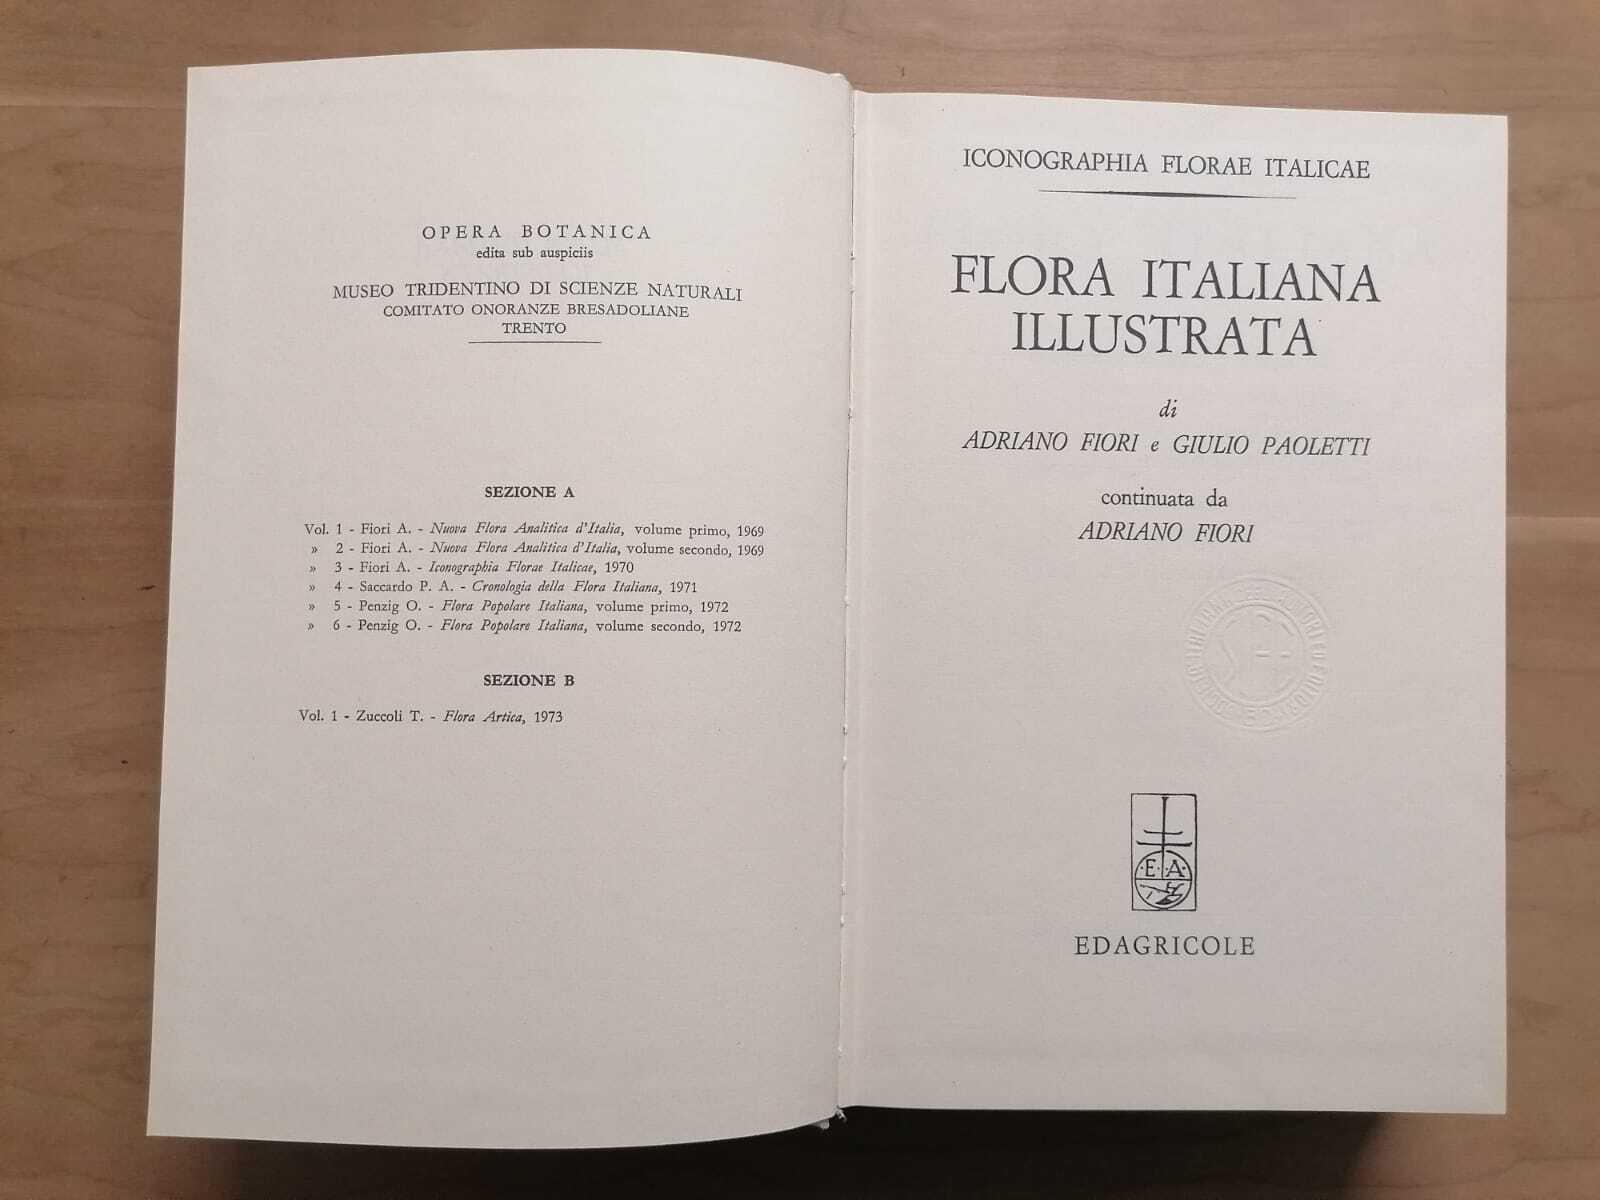 OPERA BOTANICA
edita sub auspiciis
MUSEO TRIDENTINO DI SCIENZE NATURALI
COMITATO ONORANZE BRESADOLIANE
TRENTO
SEZIONE A
Vol. 1 - Fiori A. - Nuova Flora Analitica d'Italia, volume primo, 1969
» 2 - Fiori A. - Nuova Flora Analitica d'Italia, volume secondo, 1969
» 3 - Fiori A. - Iconographia Florae Italicae, 1970
» 4 - Saccardo P. A. - Cronologia della Flora Italiana, 1971
» 5 - Penzig O. - Flora Popolare Italiana, volume primo, 1972
» 6 - Penzig O. - Flora Popolare Italiana, volume secondo, 1972
SEZIONE B
Vol. 1 - Zuccoli T. - Flora Artica, 1973
ICONOGRAPHIA FLORAE ITALICAE
FLORA ITALIANA
ILLUSTRATA
di
ADRIANO FIORI e GIULIO PAOLETTI
continuata da
ADRIANO FIORI
·E·A·
EDAGRICOLE